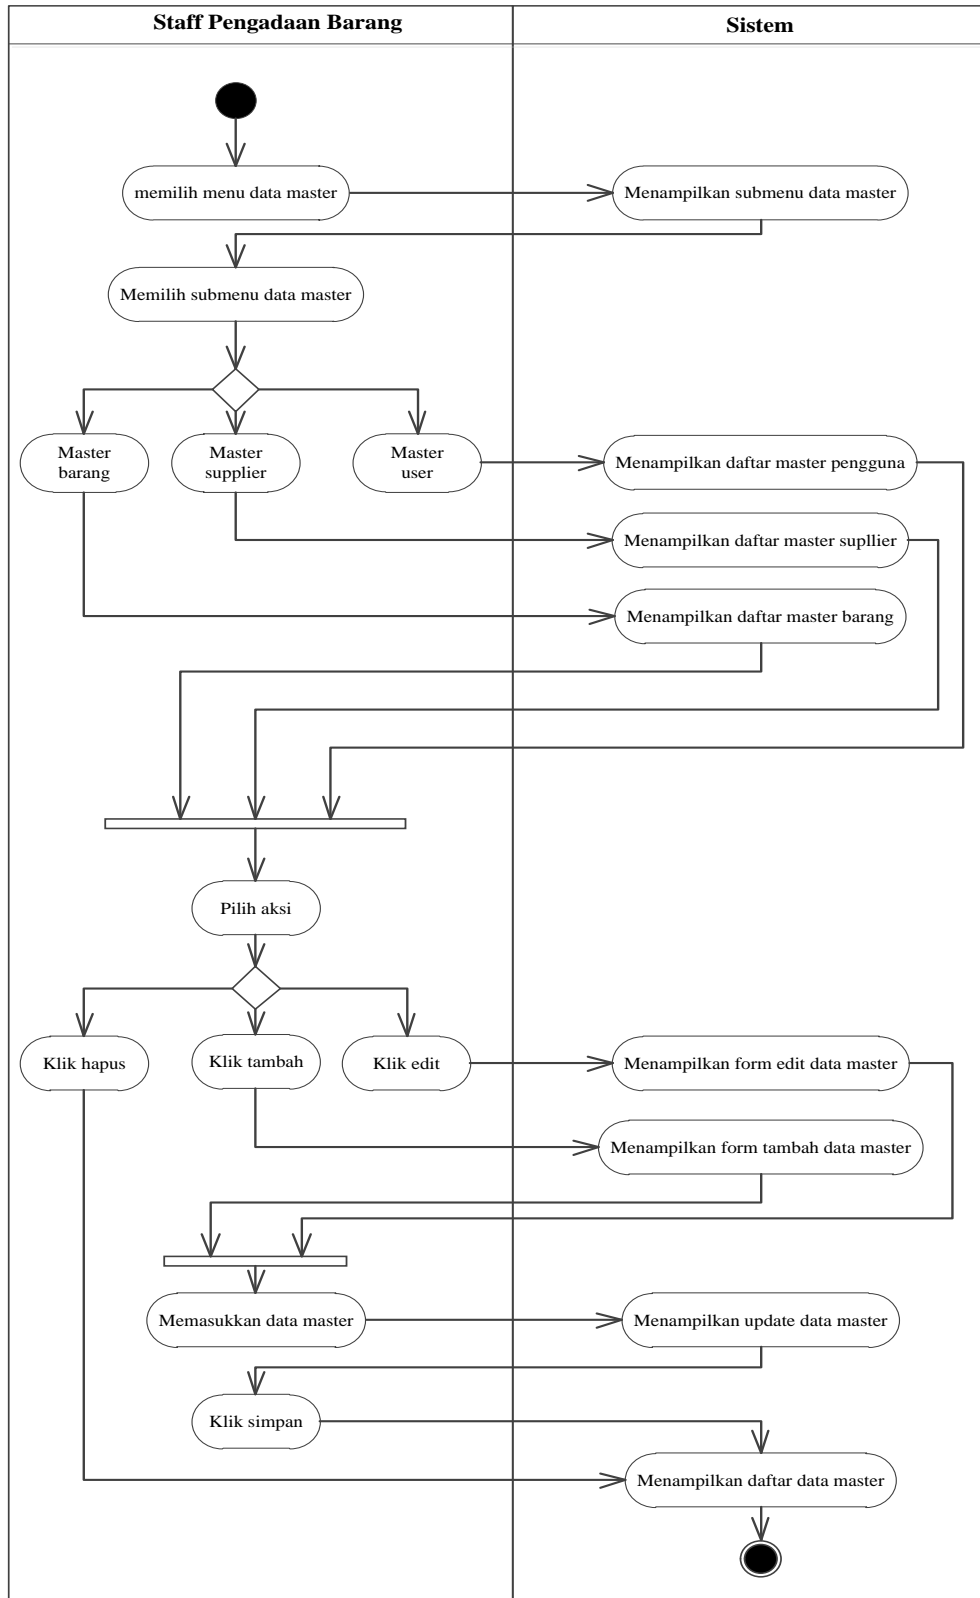 Staff Pengadaan Barang
Sistem
memilih menu data master
Menampilkan submenu data master
Memilih submenu data master
Master
barang
Master
supplier
Master
user
Menampilkan daftar master pengguna
Menampilkan daftar master supllier
Menampilkan daftar master barang
Pilih aksi
Klik hapus
Klik tambah
Klik edit
Menampilkan form edit data master
Menampilkan form tambah data master
Memasukkan data master
Menampilkan update data master
Klik simpan
Menampilkan daftar data master